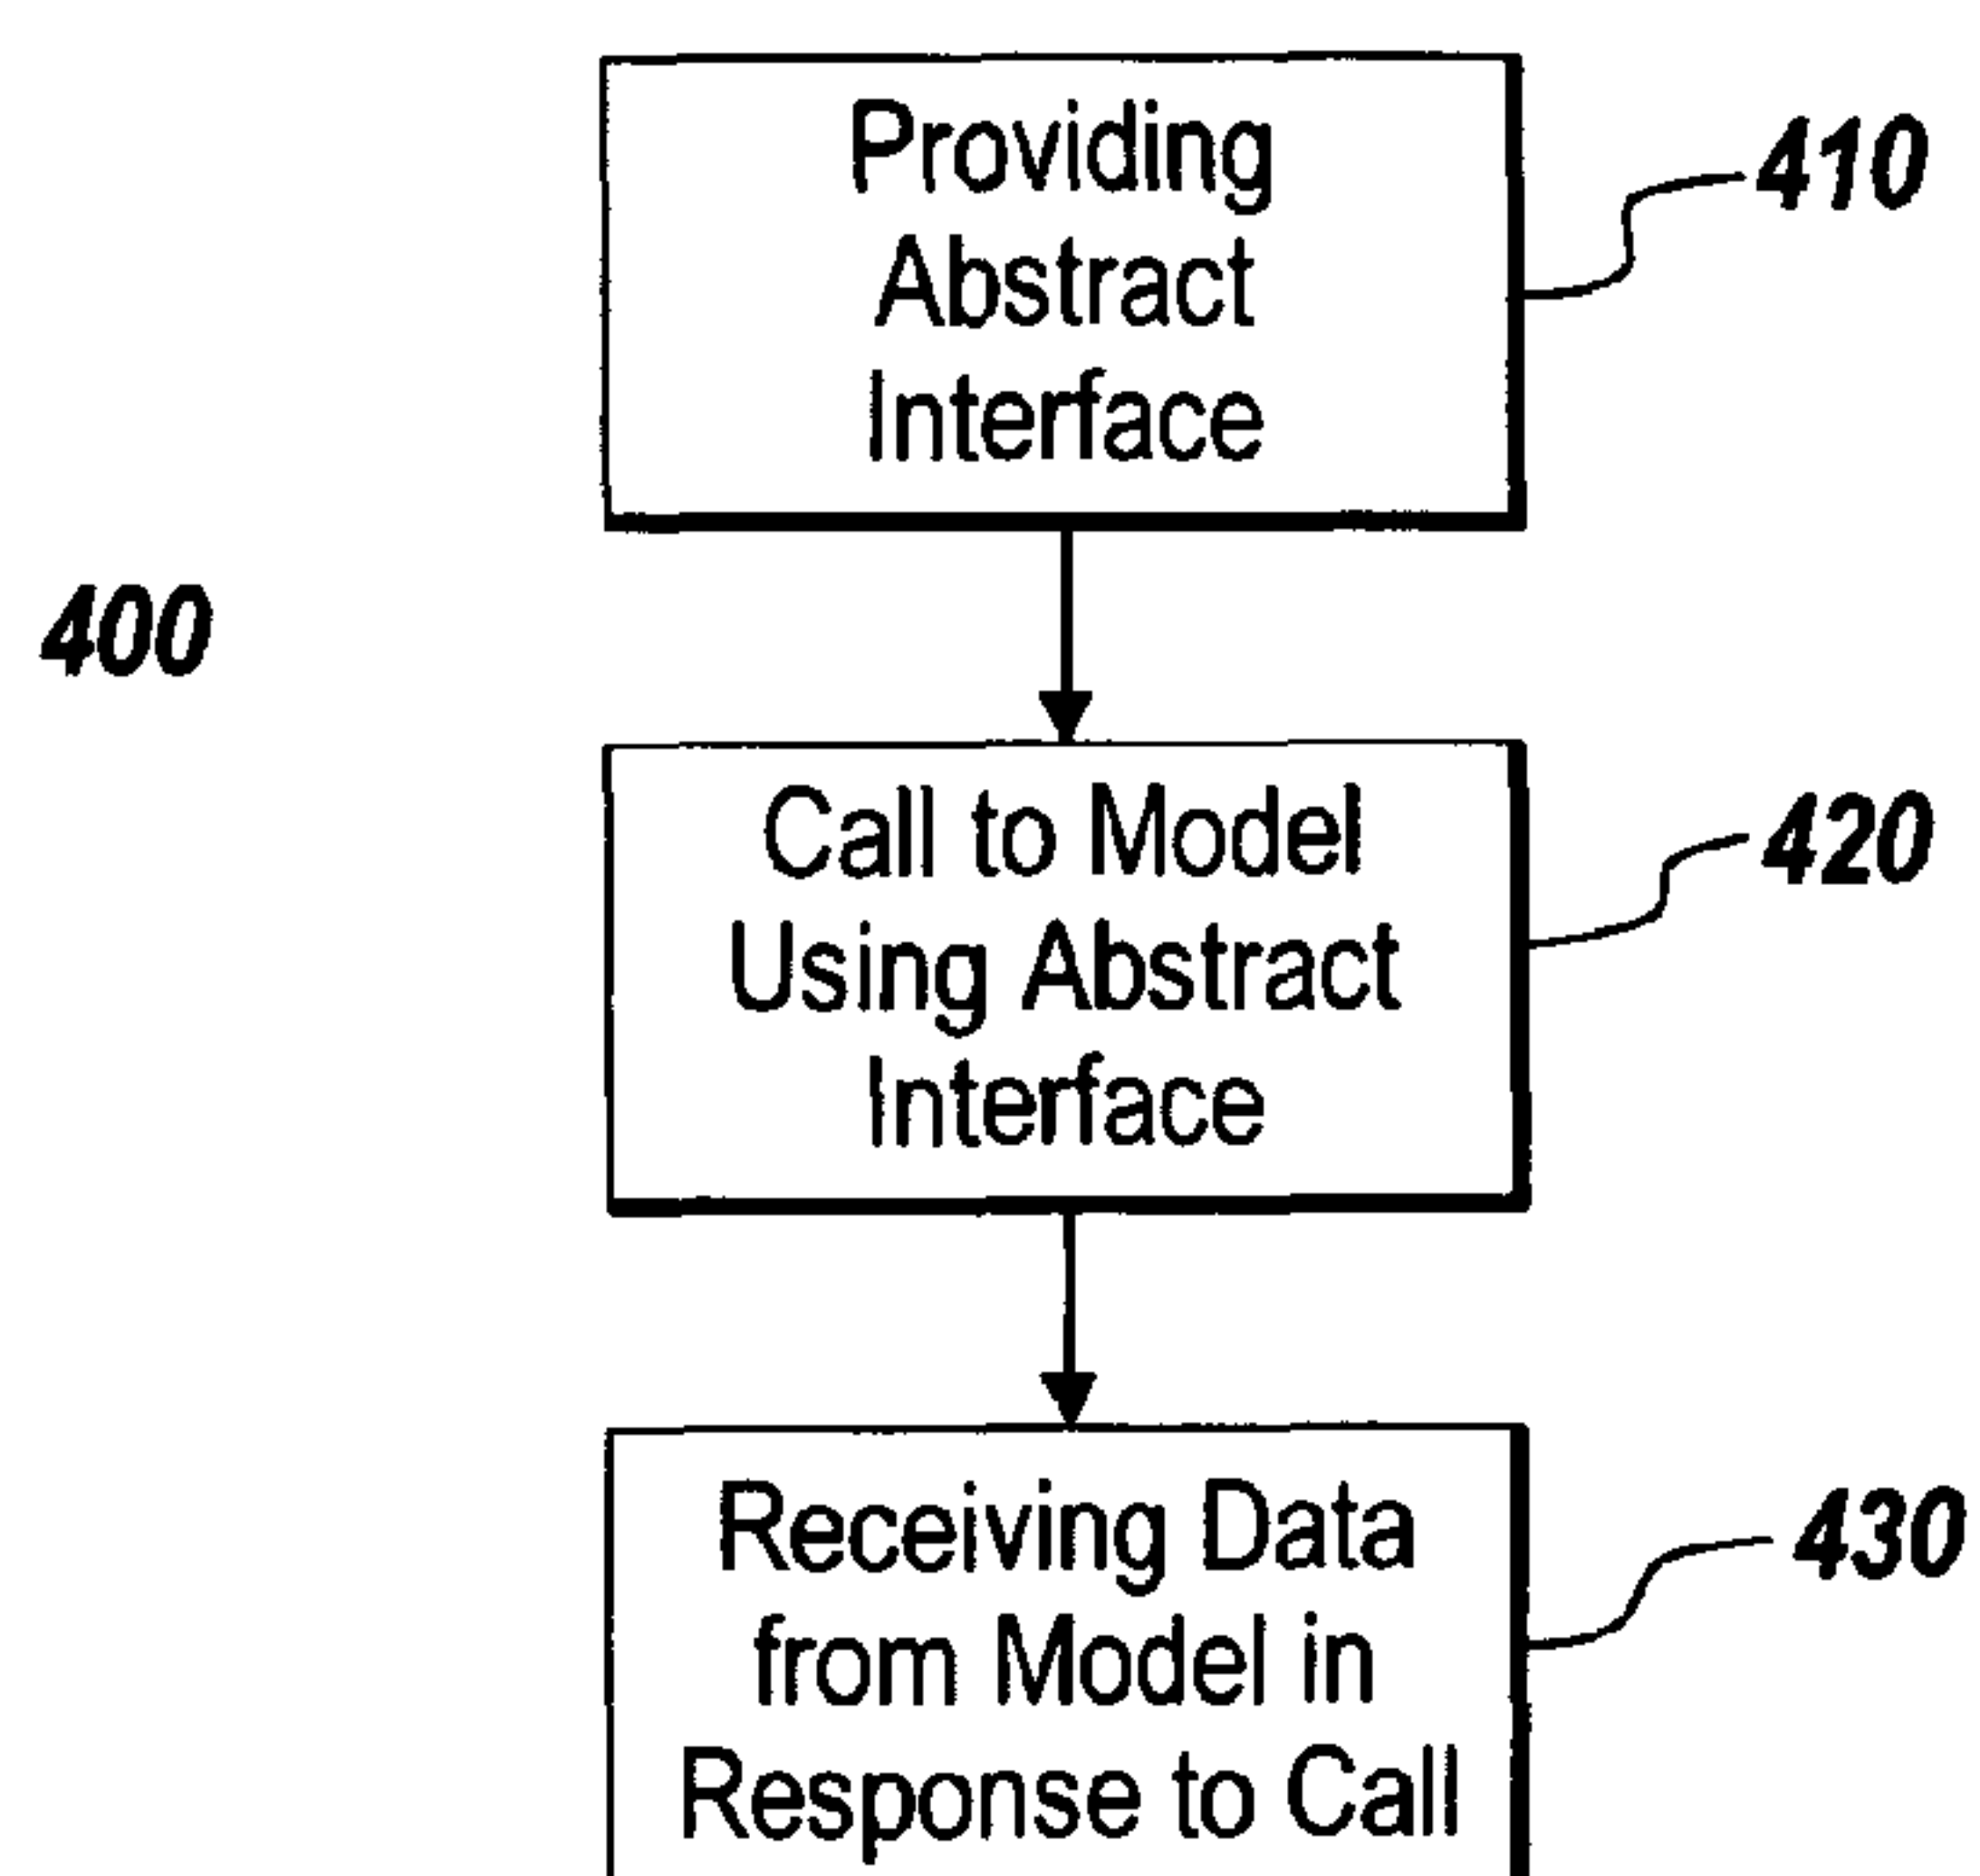 Providing
Abstract
Interface
410
400
Call to Model
Using Abstract
Interface
420
Receiving Data
from Model in
Response to Call
430